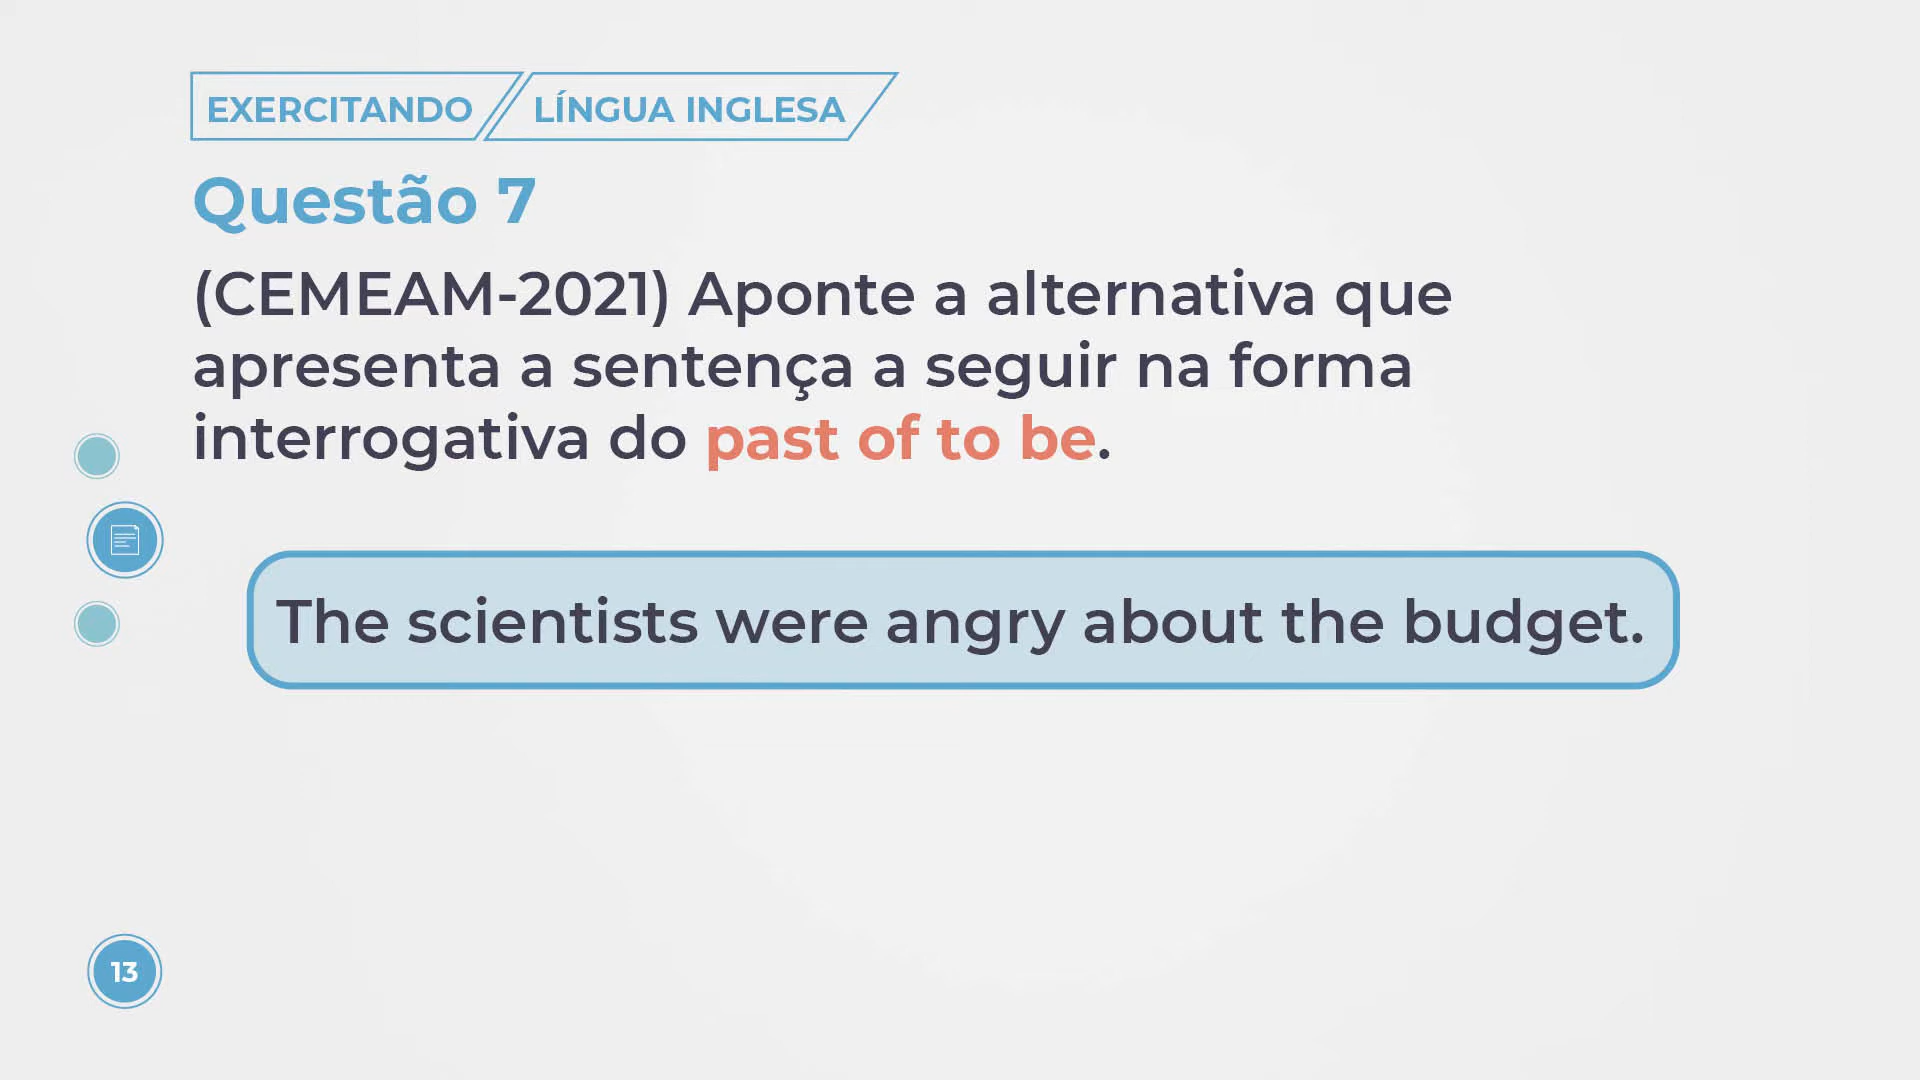 EXERCITANDO LÍNGUA INGLESA
Questão 7
(CEMEAM-2021) Aponte a alternativa que
apresenta a sentença a seguir na forma
interrogativa do past of to be.
The scientists were angry about the budget.
13